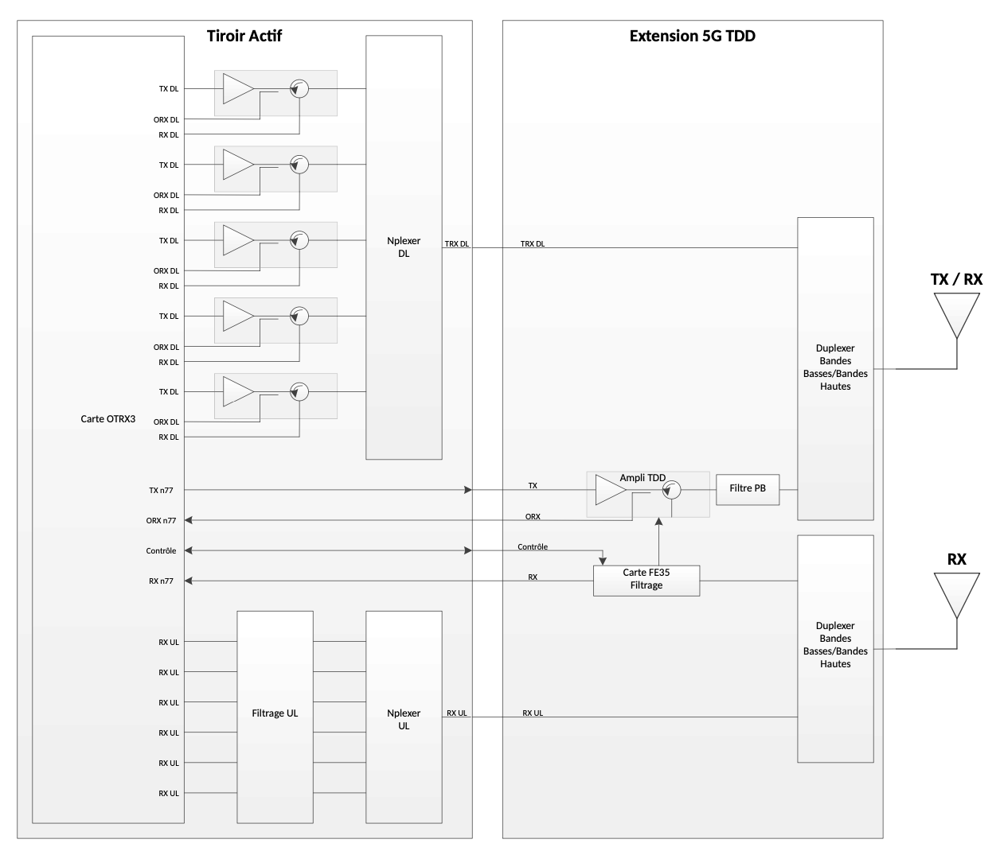 Tiroir Actif
Extension 5G TDD
TX DL
ORX DL
RX DL
TX DL
ORX DL
RX DL
TX DL
ORX DL
RX DL
TX DL
ORX DL
RX DL
TX DL
ORX DL
RX DL
Carte OTRX3
Nplexer
DL
TRX DL
TRX DL
TX / RX
Duplexer
Bandes
Basses/Bandes
Hautes
TX n77
TX
Ampli TDD
Filtre PB
ORX n77
ORX
Contrôle
Contrôle
RX n77
RX
Carte FE35
Filtrage
RX
Duplexer
Bandes
Basses/Bandes
Hautes
RX UL
RX UL
RX UL
RX UL
RX UL
RX UL
Filtrage UL
Nplexer
UL
RX UL
RX UL